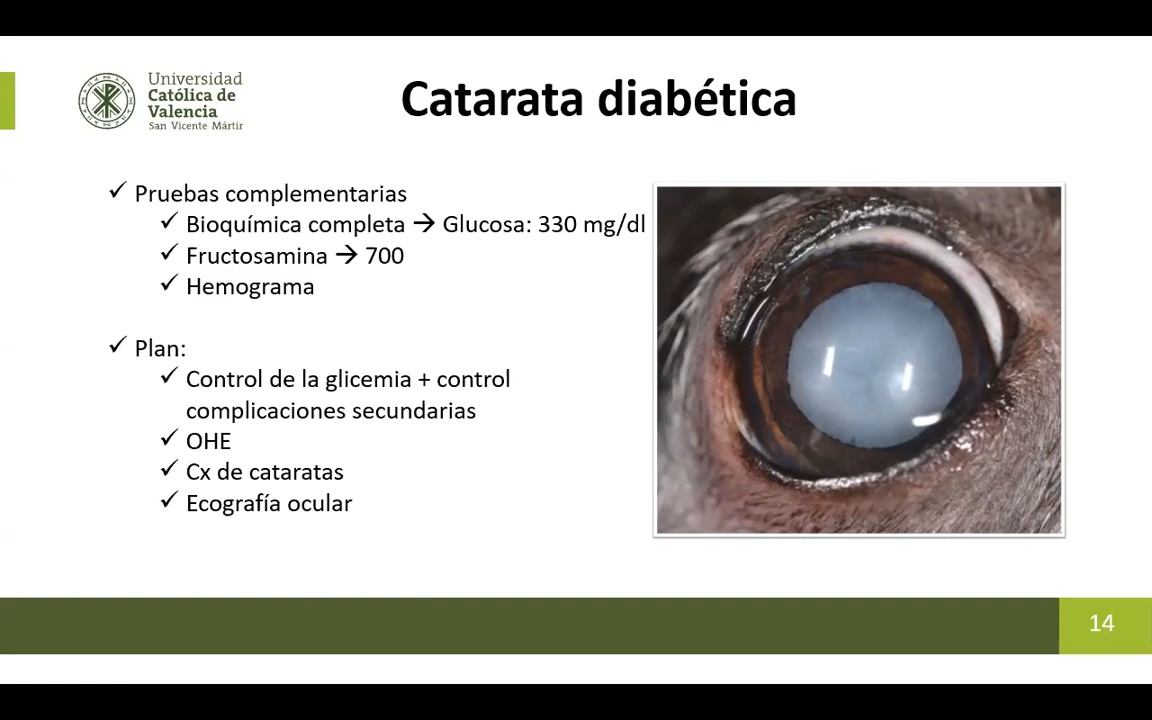 Universidad
Católica de
Valencia
San Vicente Mártir
Catarata diabética
✓ Pruebas complementarias
✓ Bioquímica completa → Glucosa: 330 mg/dl
✓ Fructosamina → 700
✓ Hemograma
✓ Plan:
✓ Control de la glicemia + control
complicaciones secundarias
✓ OHE
✓ Cx de cataratas
✓ Ecografía ocular
14